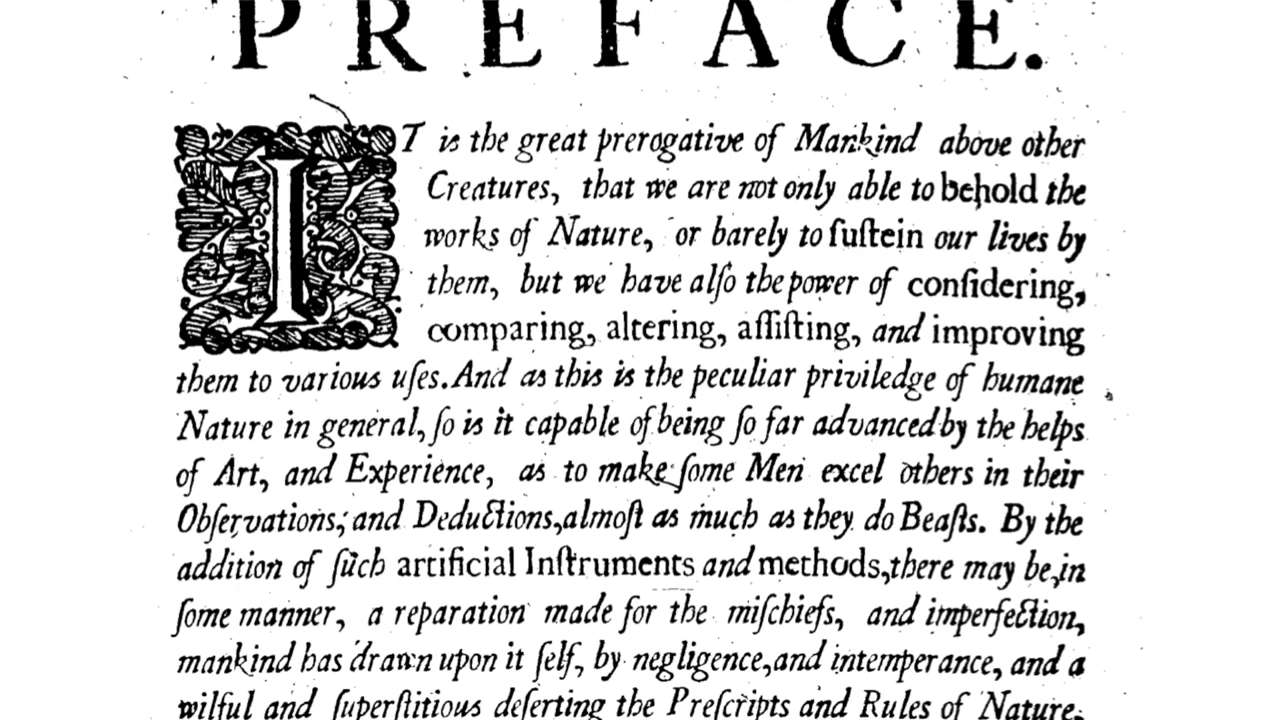 PREFACE.
IT is the great prerogative of Mankind above other
Creatures, that we are not only able to behold the
works of Nature, or barely to ſuſtein our lives by
them, but we have alſo the power of conſidering,
comparing, altering, aſſiſting, and improving
them to various uſes. And as this is the peculiar priviledge of humane
Nature in general, ſo is it capable of being ſo far advanced by the helps
of Art, and Experience, as to make ſome Men excel others in their
Obſervations, and Deductions, almoſt as much as they do Beaſts. By the
addition of ſuch artificial Inſtruments and methods, there may be, in
ſome manner, a reparation made for the miſchiefs, and imperfection,
mankind has drawn upon it ſelf, by negligence, and intemperance, and a
wilful and ſuperſtitious deſerting the Preſcripts and Rules of Nature,